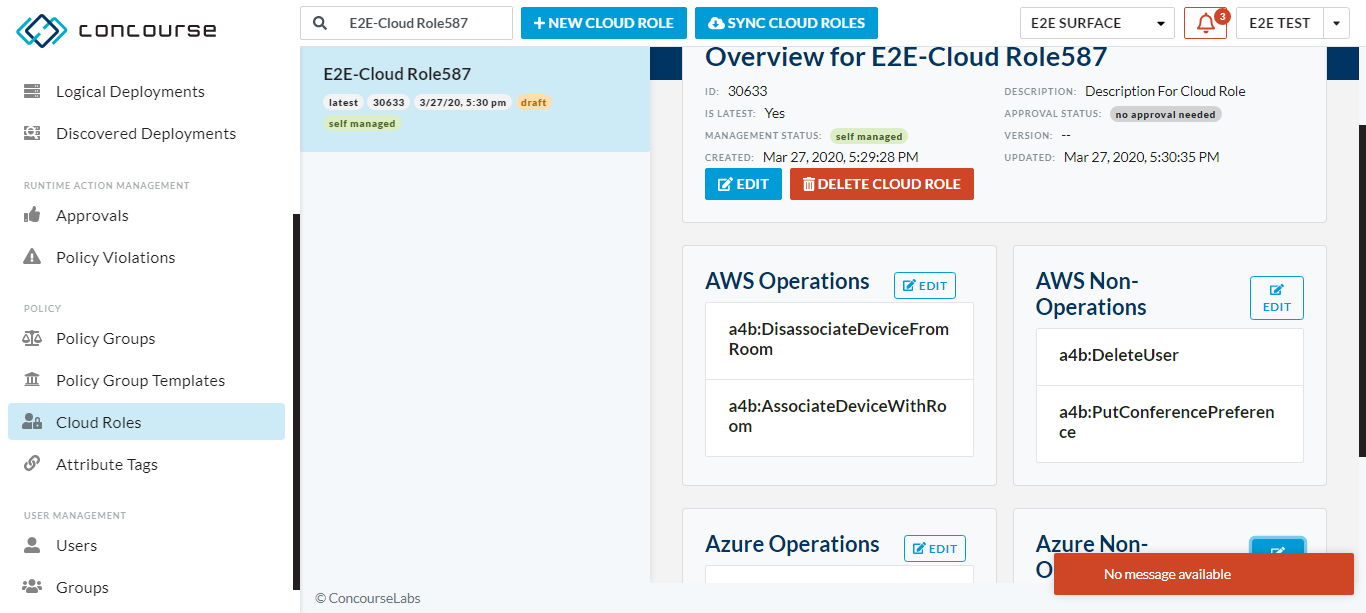 concourse
E2E-Cloud Role587
NEW CLOUD ROLE
SYNC CLOUD ROLES
E2E SURFACE
3
E2E TEST
Logical Deployments
Discovered Deployments
RUNTIME ACTION MANAGEMENT
Approvals
Policy Violations
POLICY
Policy Groups
Policy Group Templates
Cloud Roles
Attribute Tags
USER MANAGEMENT
Users
Groups
E2E-Cloud Role587
latest 30633 3/27/20, 5:30 pm draft
self managed
Overview for E2E-Cloud Role587
ID: 30633
IS LATEST: Yes
MANAGEMENT STATUS: self managed
CREATED: Mar 27, 2020, 5:29:28 PM
DESCRIPTION: Description For Cloud Role
APPROVAL STATUS: no approval needed
VERSION: --
UPDATED: Mar 27, 2020, 5:30:35 PM
EDIT
DELETE CLOUD ROLE
AWS Operations
EDIT
a4b:DisassociateDeviceFrom
Room
a4b:AssociateDeviceWithRo
om
AWS Non-
Operations
EDIT
a4b:DeleteUser
a4b:PutConferencePreferen
ce
Azure Operations
EDIT
Azure Non-
No message available
© ConcourseLabs